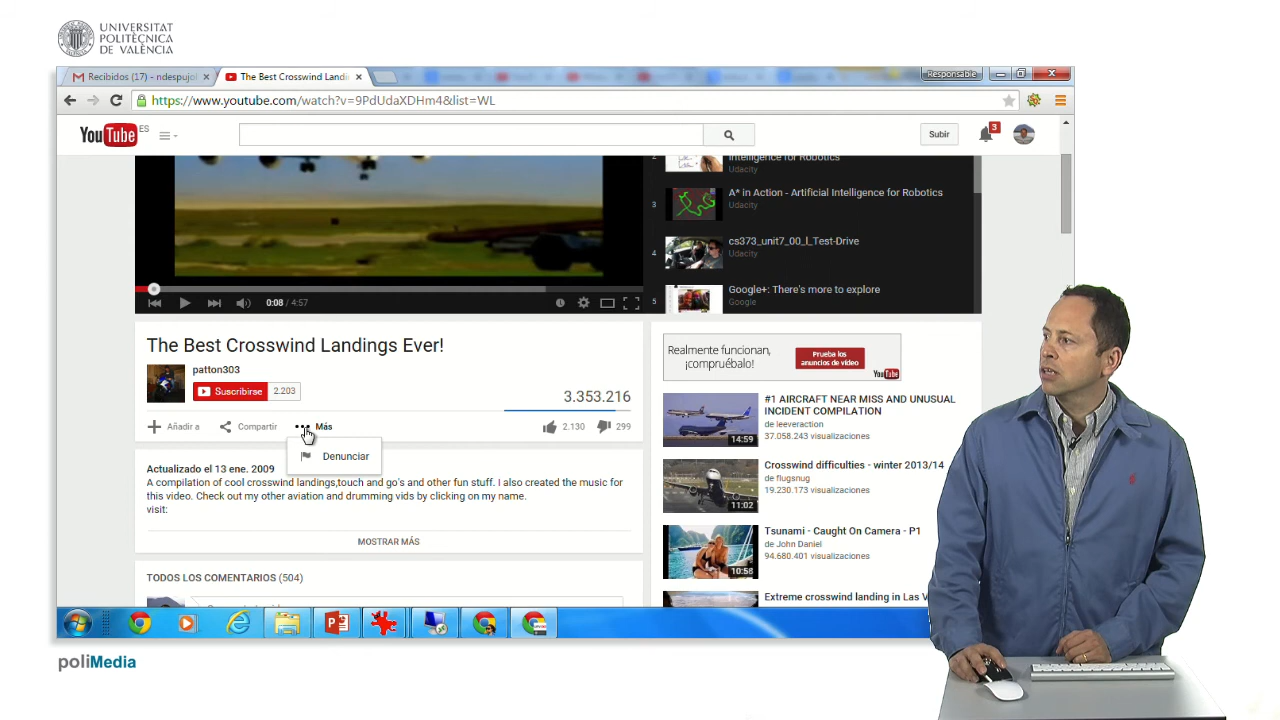 UNIVERSITAT
POLITÈCNICA
DE VALÈNCIA
Recibidos (17) - ndespujol
The Best Crosswind Landi
Responsable
https://www.youtube.com/watch?v=9PdUdaXDHm4&list=WL
YouTube ES
Subir
3
2
Intelligence for Robotics
Udacity
3
A* in Action - Artificial Intelligence for Robotics
Udacity
4
cs373_unit7_00_l_Test-Drive
Udacity
5
Google+: There's more to explore
Google
0:08 / 4:57
The Best Crosswind Landings Ever!
patton303
Suscribirse 2.203
3.353.216
Añadir a Compartir Más
2.130 299
Denunciar
Actualizado el 13 ene. 2009
A compilation of cool crosswind landings,touch and go's and other fun stuff. I also created the music for
this video. Check out my other aviation and drumming vids by clicking on my name.
visit:
MOSTRAR MÁS
TODOS LOS COMENTARIOS (504)
Realmente funcionan,
¡compruébalo!
Prueba los
anuncios de vídeo
YouTube
#1 AIRCRAFT NEAR MISS AND UNUSUAL
INCIDENT COMPILATION
de leeveraction
37.058.243 visualizaciones
14:59
Crosswind difficulties - winter 2013/14
de flugsnug
19.230.173 visualizaciones
11:02
Tsunami - Caught On Camera - P1
de John Daniel
94.680.401 visualizaciones
10:58
Extreme crosswind landing in Las V
poliMedia